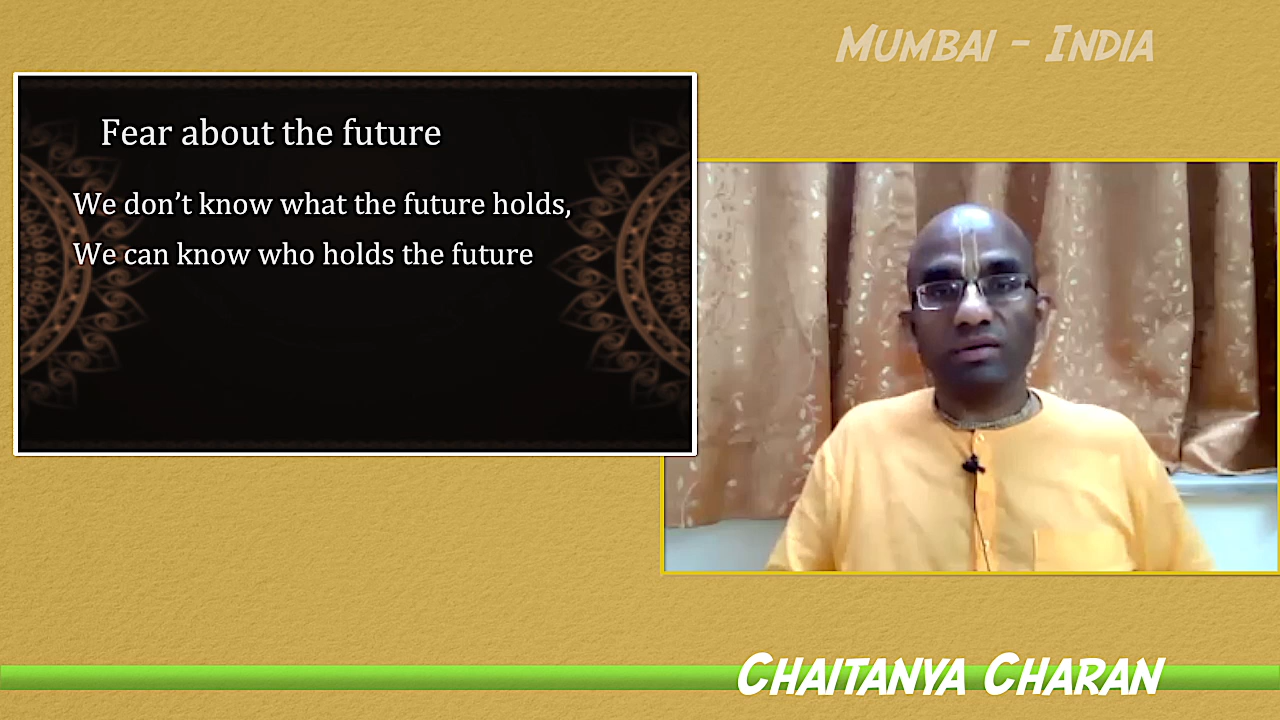 Mumbai - India
Fear about the future
We don’t know what the future holds,
We can know who holds the future
Chaitanya Charan